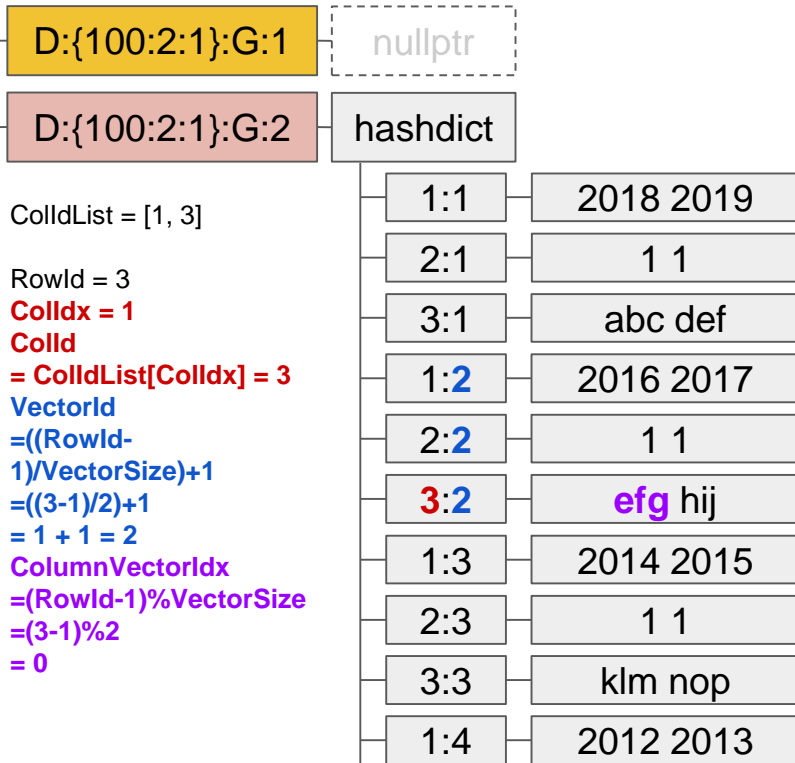 D:{100:2:1}:G:1
nullptr
D:{100:2:1}:G:2
hashdict
ColIdList = [1, 3]
RowId = 3
ColIdx = 1
ColId
= ColIdList[ColIdx] = 3
VectorId
=((RowId-
1)/VectorSize)+1
=((3-1)/2)+1
= 1 + 1 = 2
ColumnVectorIdx
=(RowId-1)%VectorSize
=(3-1)%2
= 0
1:1
2018 2019
2:1
1 1
3:1
abc def
1:2
2016 2017
2:2
1 1
3:2
efg hij
1:3
2014 2015
2:3
1 1
3:3
klm nop
1:4
2012 2013